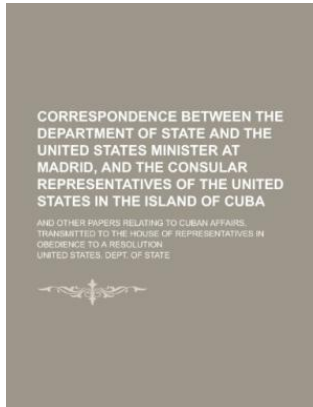 CORRESPONDENCE BETWEEN THE
DEPARTMENT OF STATE AND THE
UNITED STATES MINISTER AT
MADRID, AND THE CONSULAR
REPRESENTATIVES OF THE UNITED
STATES IN THE ISLAND OF CUBA
AND OTHER PAPERS RELATING TO CUBAN AFFAIRS,
TRANSMITTED TO THE HOUSE OF REPRESENTATIVES IN
OBEDIENCE TO A RESOLUTION
UNITED STATES. DEPT. OF STATE